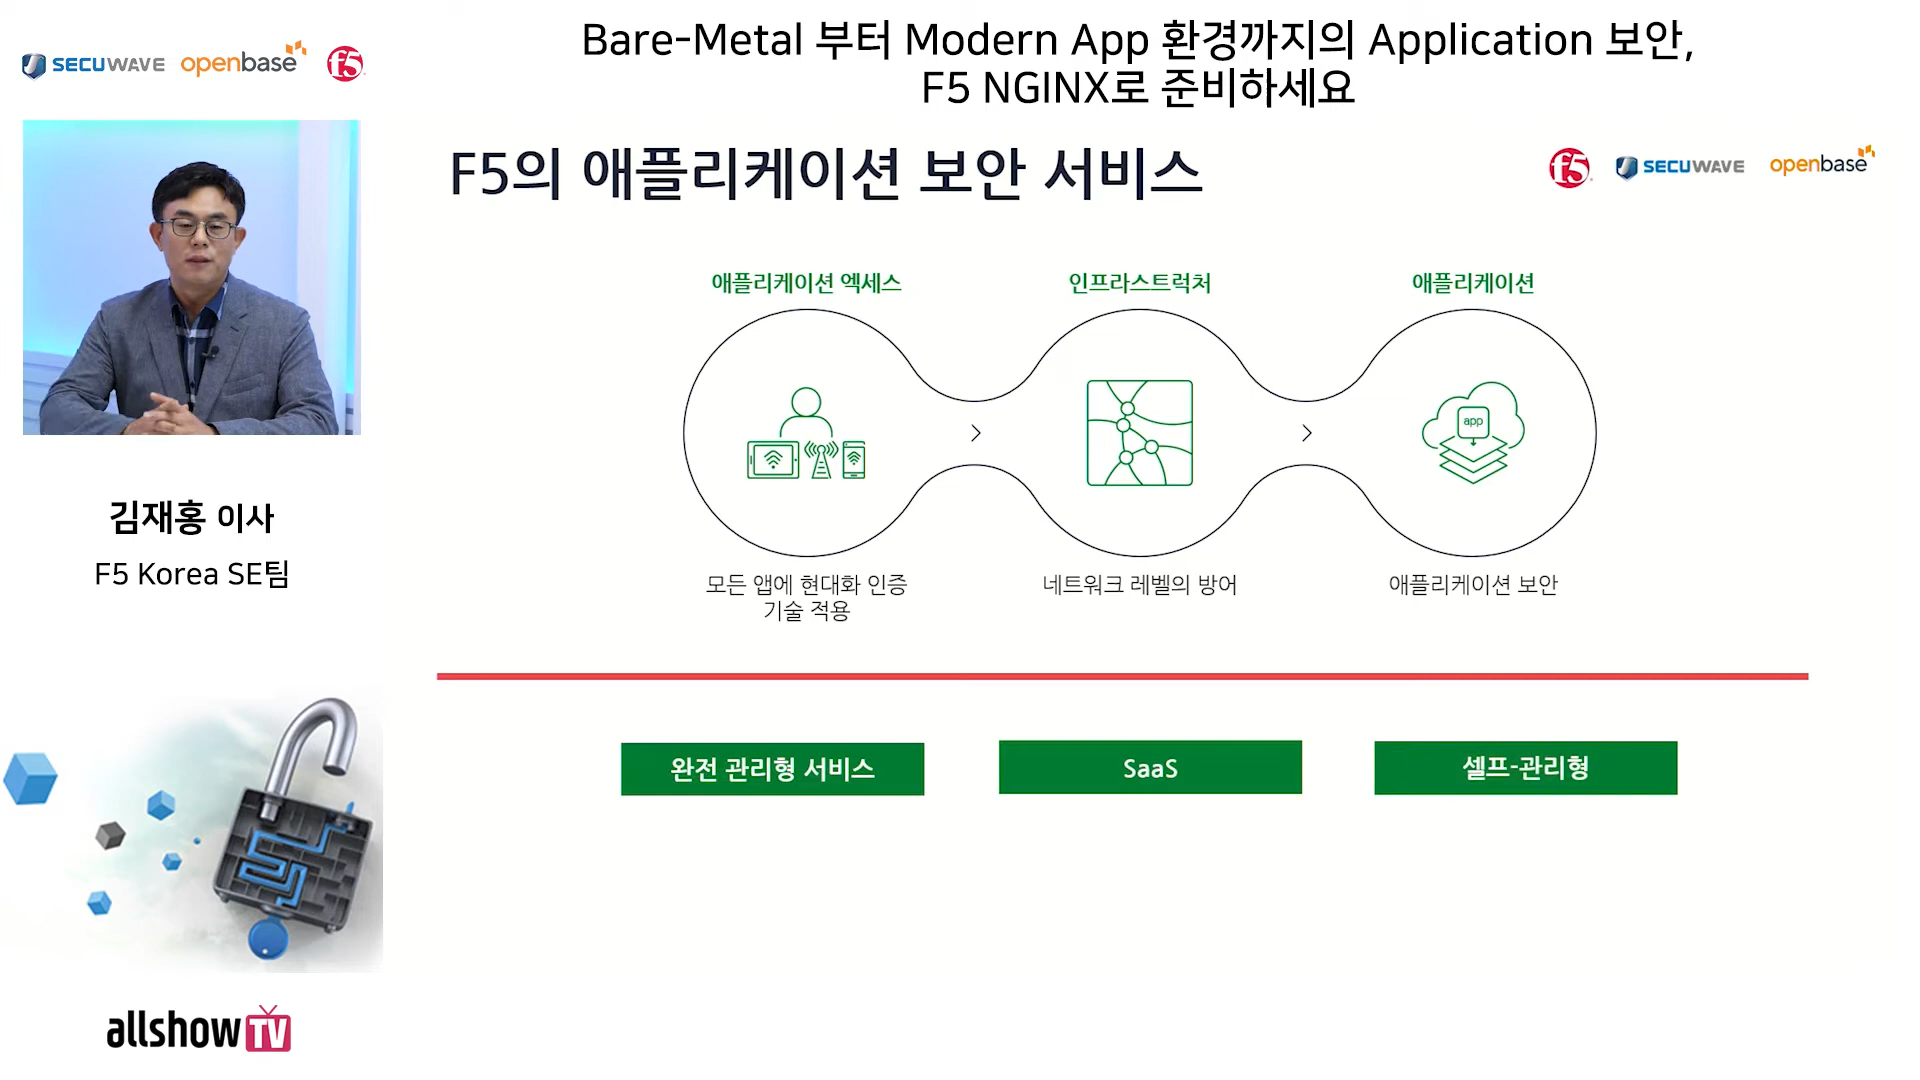 SECUWAVE openbase f5
Bare-Metal 부터 Modern App 환경까지의 Application 보안,
F5 NGINX로 준비하세요
F5의 애플리케이션 보안 서비스
f5 SECUWAVE openbase
애플리케이션 엑세스
인프라스트럭처
애플리케이션
app
모든 앱에 현대화 인증
기술 적용
네트워크 레벨의 방어
애플리케이션 보안
김재홍 이사
F5 Korea SE팀
완전 관리형 서비스
SaaS
셀프-관리형
allshow TV